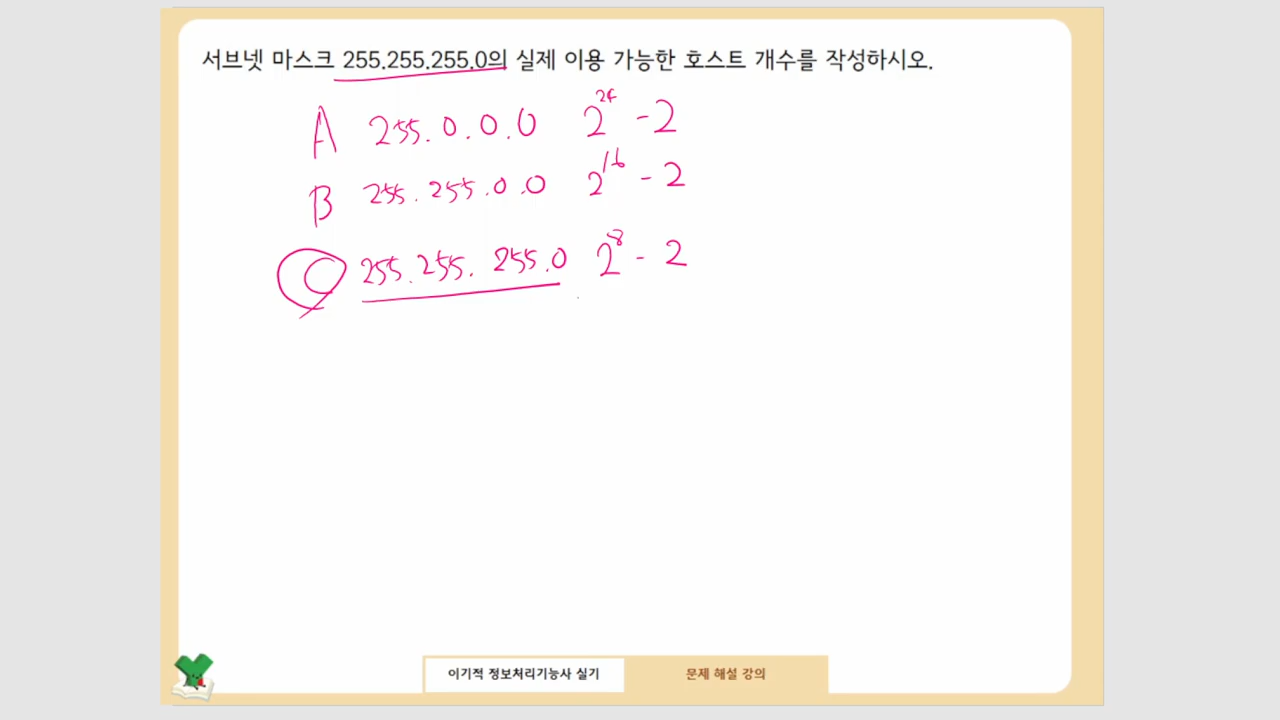 서브넷 마스크 255.255.255.0의 실제 이용 가능한 호스트 개수를 작성하시오.
A 255.0.0.0 2^24 - 2
B 255.255.0.0 2^16 - 2
C 255.255.255.0 2^8 - 2
이기적 정보처리기능사 실기 문제 해설 강의